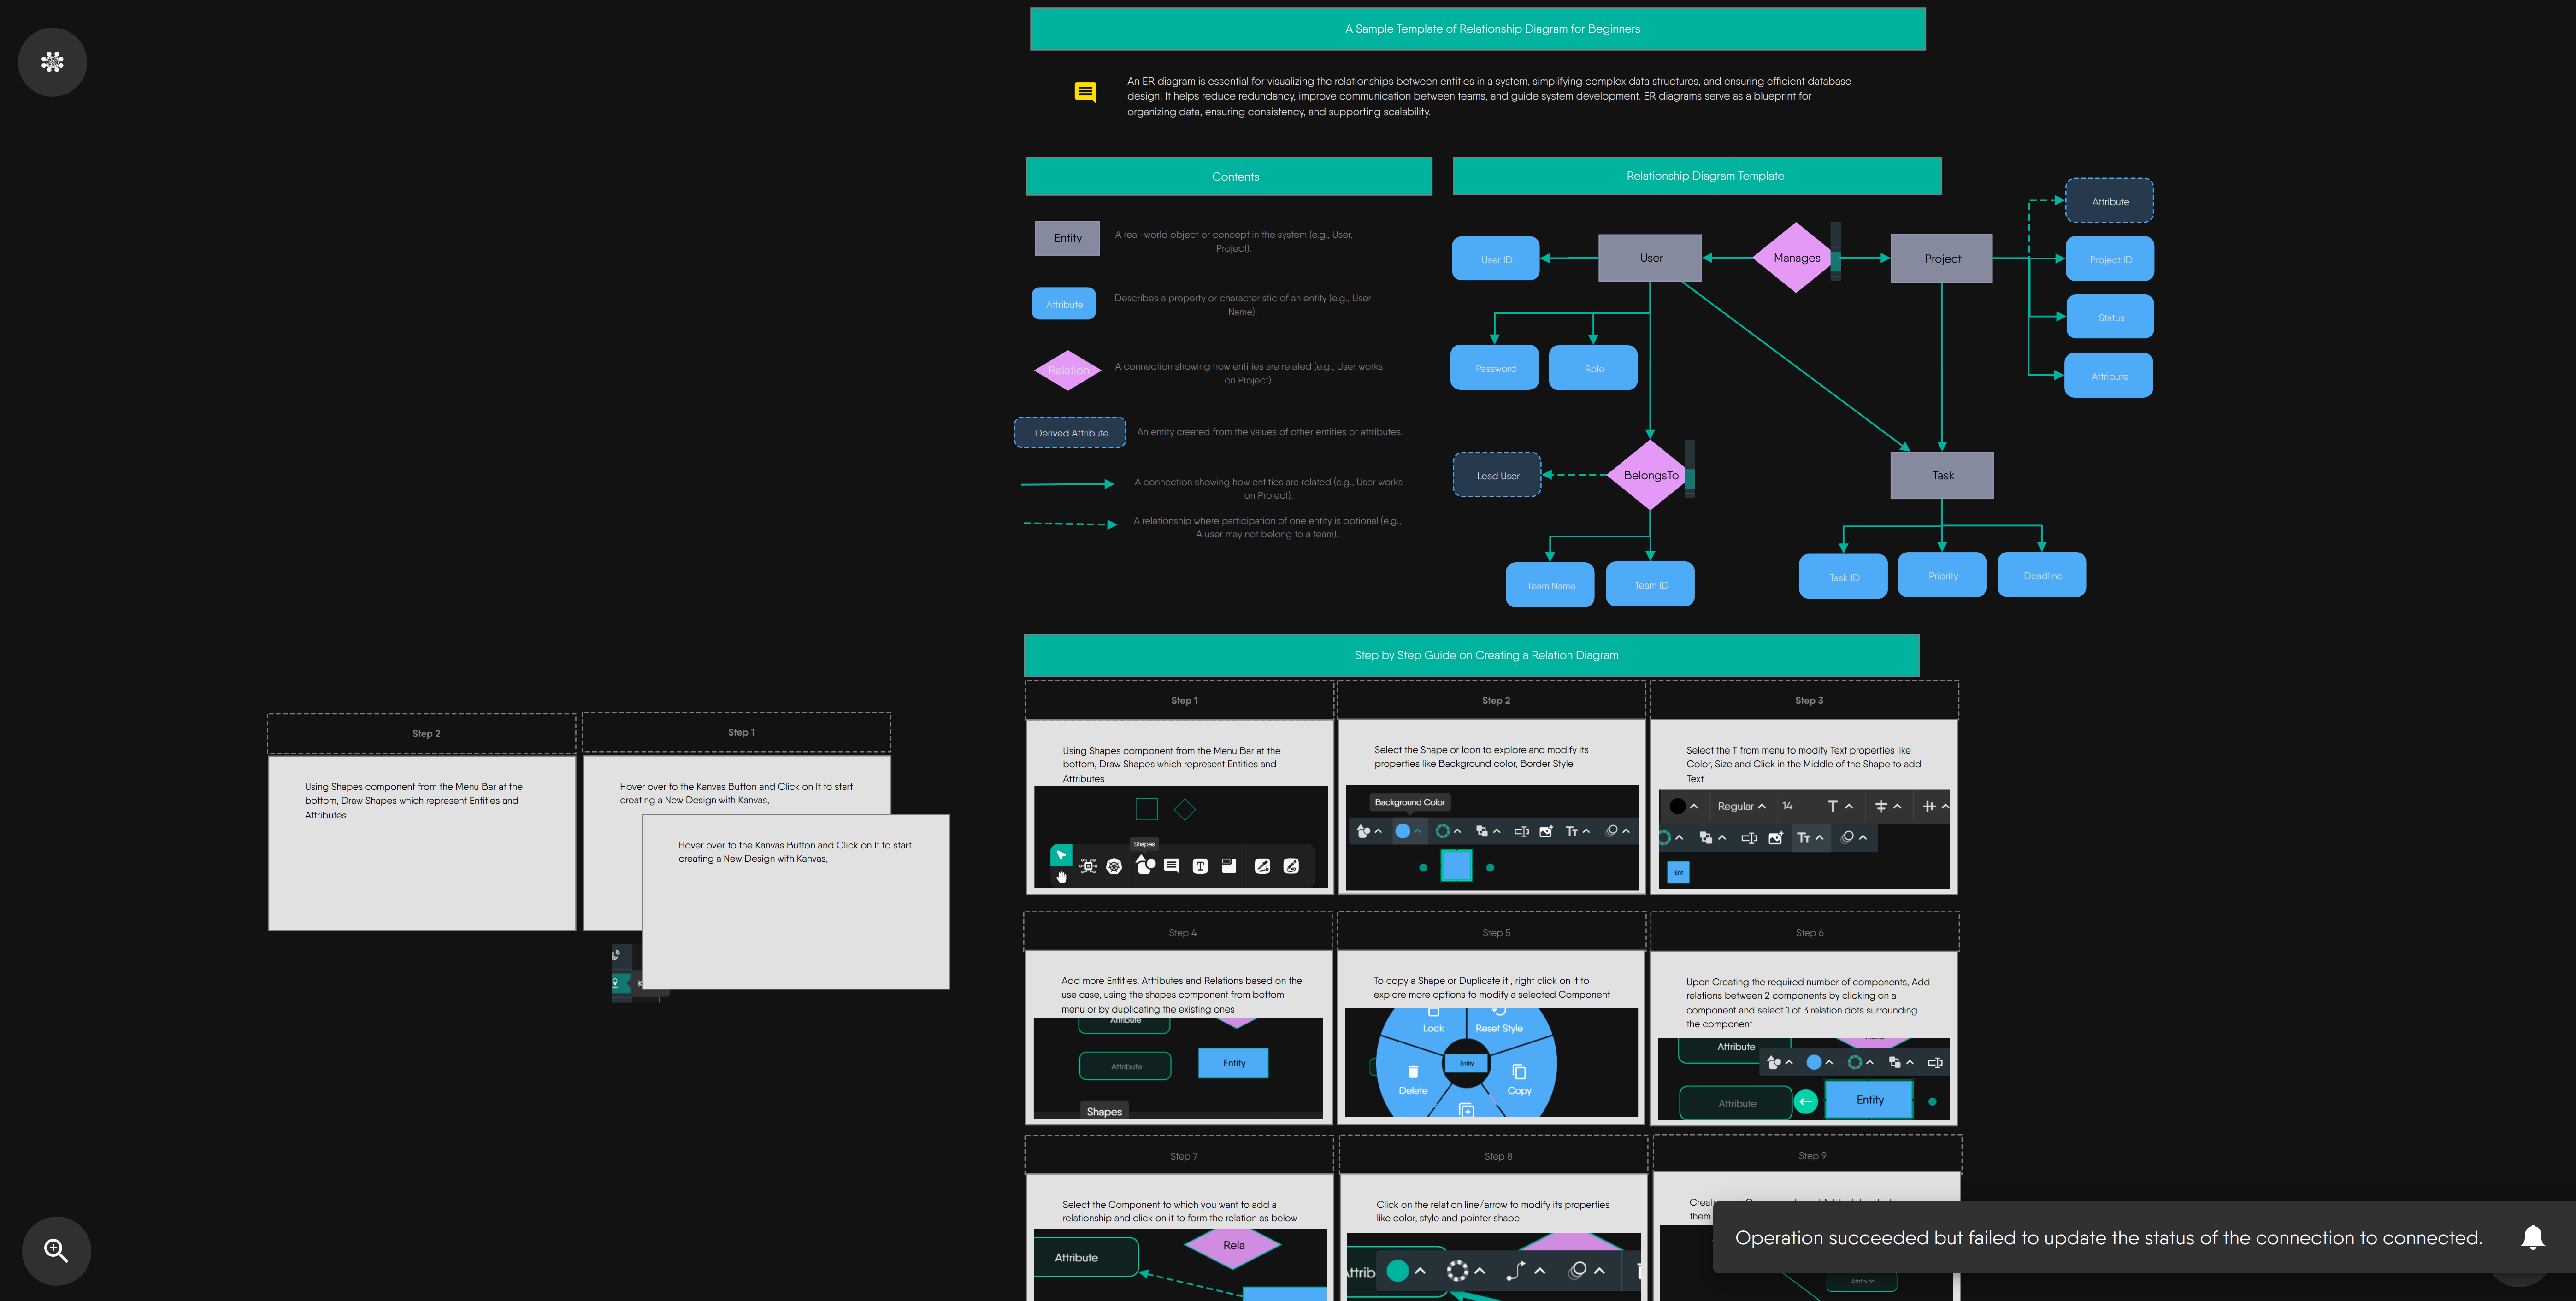 A Sample Template of Relationship Diagram for Beginners
An ER diagram is essential for visualizing the relationships between entities in a system, simplifying complex data structures, and ensuring efficient database
design. It helps reduce redundancy, improve communication between teams, and guide system development. ER diagrams serve as a blueprint for
organizing data, ensuring consistency, and supporting scalability.
Contents
Entity
A real-world object or concept in the system (e.g., User,
Project).
Attribute
Describes a property or characteristic of an entity (e.g., User
Name).
Relation
A connection showing how entities are related (e.g., User works
on Project).
Derived Attribute
An entity created from the values of other entities or attributes.
A connection showing how entities are related (e.g., User works
on Project).
A relationship where participation of one entity is optional (e.g.,
A user may not belong to a team).
Relationship Diagram Template
User ID
User
Manages
Project
Attribute
Project ID
Status
Attribute
Password
Role
Lead User
BelongsTo
Task
Team Name
Team ID
Task ID
Priority
Deadline
Step by Step Guide on Creating a Relation Diagram
Step 2
Using Shapes component from the Menu Bar at the
bottom, Draw Shapes which represent Entities and
Attributes
Step 1
Hover over to the Kanvas Button and Click on It to start
creating a New Design with Kanvas,
Hover over to the Kanvas Button and Click on It to start
creating a New Design with Kanvas,
K
Step 1
Using Shapes component from the Menu Bar at the
bottom, Draw Shapes which represent Entities and
Attributes
Shapes
Step 2
Select the Shape or Icon to explore and modify its
properties like Background color, Border Style
Background Color
Tт
Step 3
Select the T from menu to modify Text properties like
Color, Size and Click in the Middle of the Shape to add
Text
Regular
14
T
Tт
Ent
Step 4
Add more Entities, Attributes and Relations based on the
use case, using the shapes component from bottom
menu or by duplicating the existing ones
Attribute
Attribute
Entity
Shapes
Step 5
To copy a Shape or Duplicate it , right click on it to
explore more options to modify a selected Component
Lock
Reset Style
Entity
Delete
Copy
Step 6
Upon Creating the required number of components, Add
relations between 2 components by clicking on a
component and select 1 of 3 relation dots surrounding
the component
Attribute
Attribute
Entity
Step 7
Select the Component to which you want to add a
relationship and click on it to form the relation as below
Attribute
Rela
Step 8
Click on the relation line/arrow to modify its properties
like color, style and pointer shape
Attrib
Step 9
Create more Components and Add relation between
them
Attribute
Operation succeeded but failed to update the status of the connection to connected.